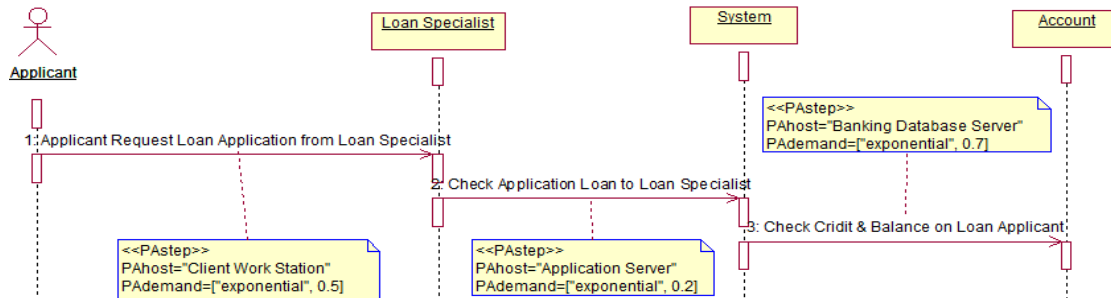 Loan Specialist
System
Account
Applicant
<<PAstep>>
PAhost="Banking Database Server"
PAdemand=["exponential", 0.7]
1: Applicant Request Loan Application from Loan Specialist
2: Check Application Loan to Loan Specialist
3: Check Cridit & Balance on Loan Applicant
<<PAstep>>
PAhost="Client Work Station"
PAdemand=["exponential", 0.5]
<<PAstep>>
PAhost="Application Server"
PAdemand=["exponential", 0.2]